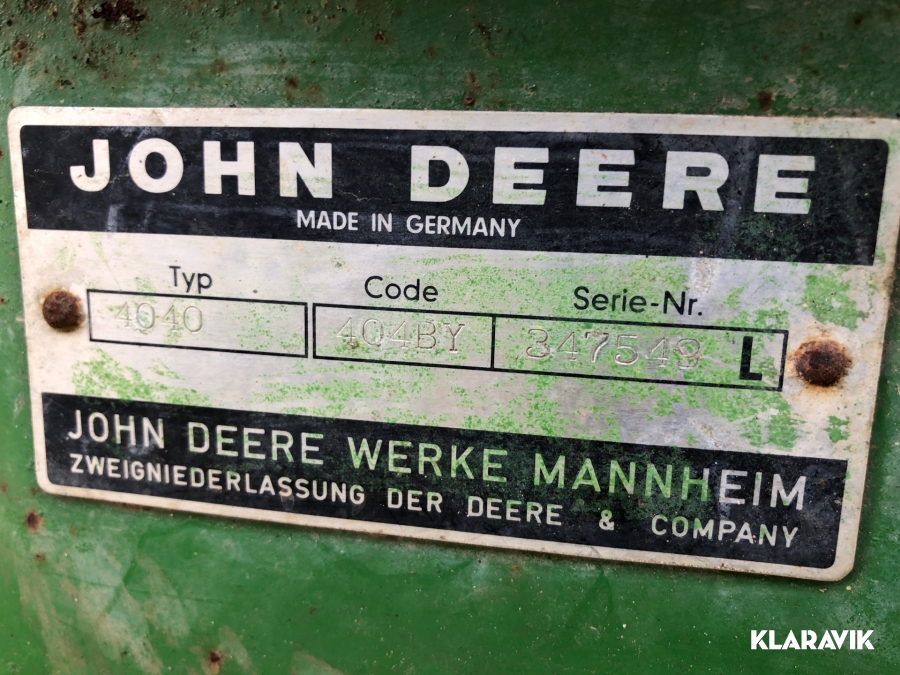 JOHN DEERE
MADE IN GERMANY
Typ Code Serie-Nr.
4040 404BY 347549 L
JOHN DEERE WERKE MANNHEIM
ZWEIGNIEDERLASSUNG DER DEERE & COMPANY
KLARAVIK